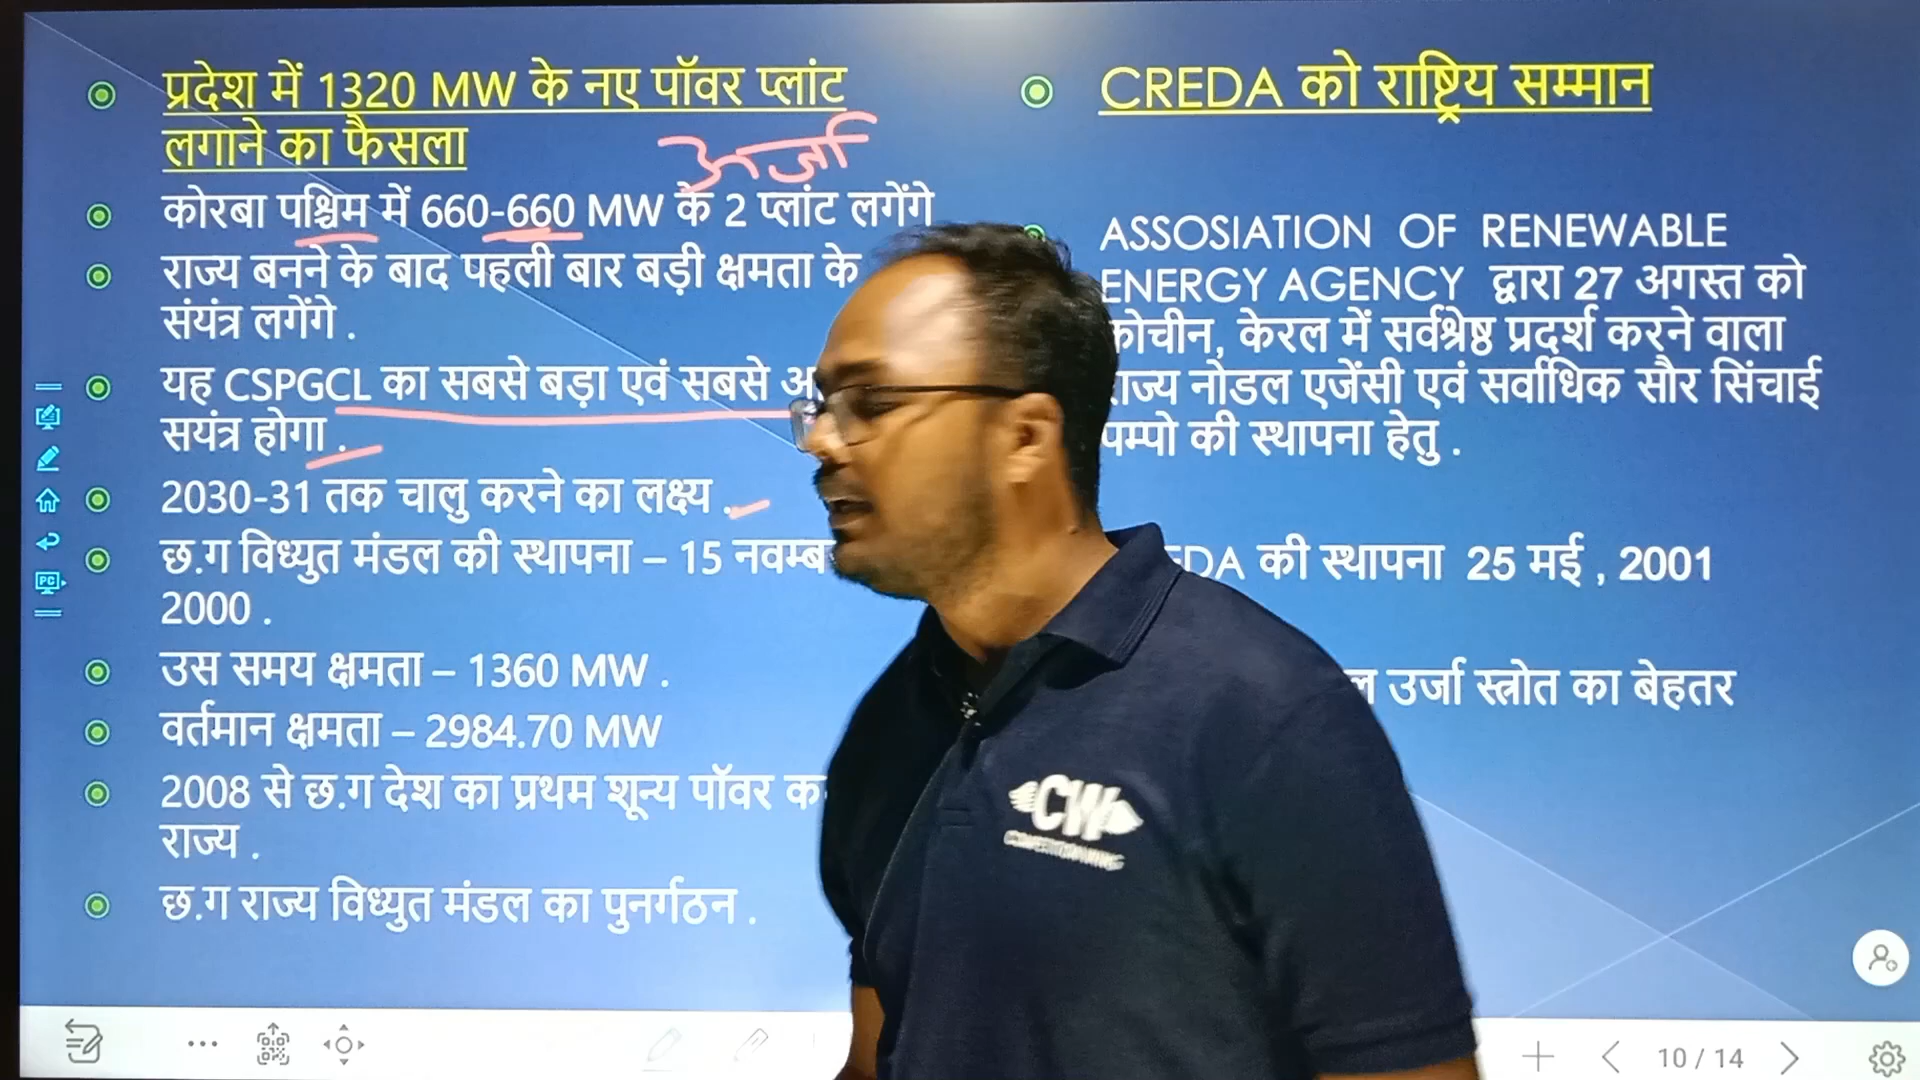 प्रदेश में 1320 MW के नए पॉवर प्लांट
लगाने का फैसला
ऊर्जा
कोरबा पश्चिम में 660-660 MW के 2 प्लांट लगेंगे
राज्य बनने के बाद पहली बार बड़ी क्षमता के
संयंत्र लगेंगे .
यह CSPGCL का सबसे बड़ा एवं सबसे
सयंत्र होगा .
2030-31 तक चालु करने का लक्ष्य .
छ.ग विध्युत मंडल की स्थापना – 15
2000 .
उस समय क्षमता – 1360 MW .
वर्तमान क्षमता – 2984.70 MW
2008 से छ.ग देश का प्रथम शून्य पॉवर
राज्य .
छ.ग राज्य विध्युत मंडल का पुनर्गठन .
CREDA को राष्ट्रिय सम्मान
ASSOSIATION OF RENEWABLE
ENERGY AGENCY द्वारा 27 अगस्त को
कोचीन, केरल में सर्वश्रेष्ठ प्रदर्श करने वाला
राज्य नोडल एजेंसी एवं सर्वाधिक सौर सिंचाई
पम्पो की स्थापना हेतु .
की स्थापना 25 मई , 2001
उर्जा स्त्रोत का बेहतर
CW
PC
10 / 14